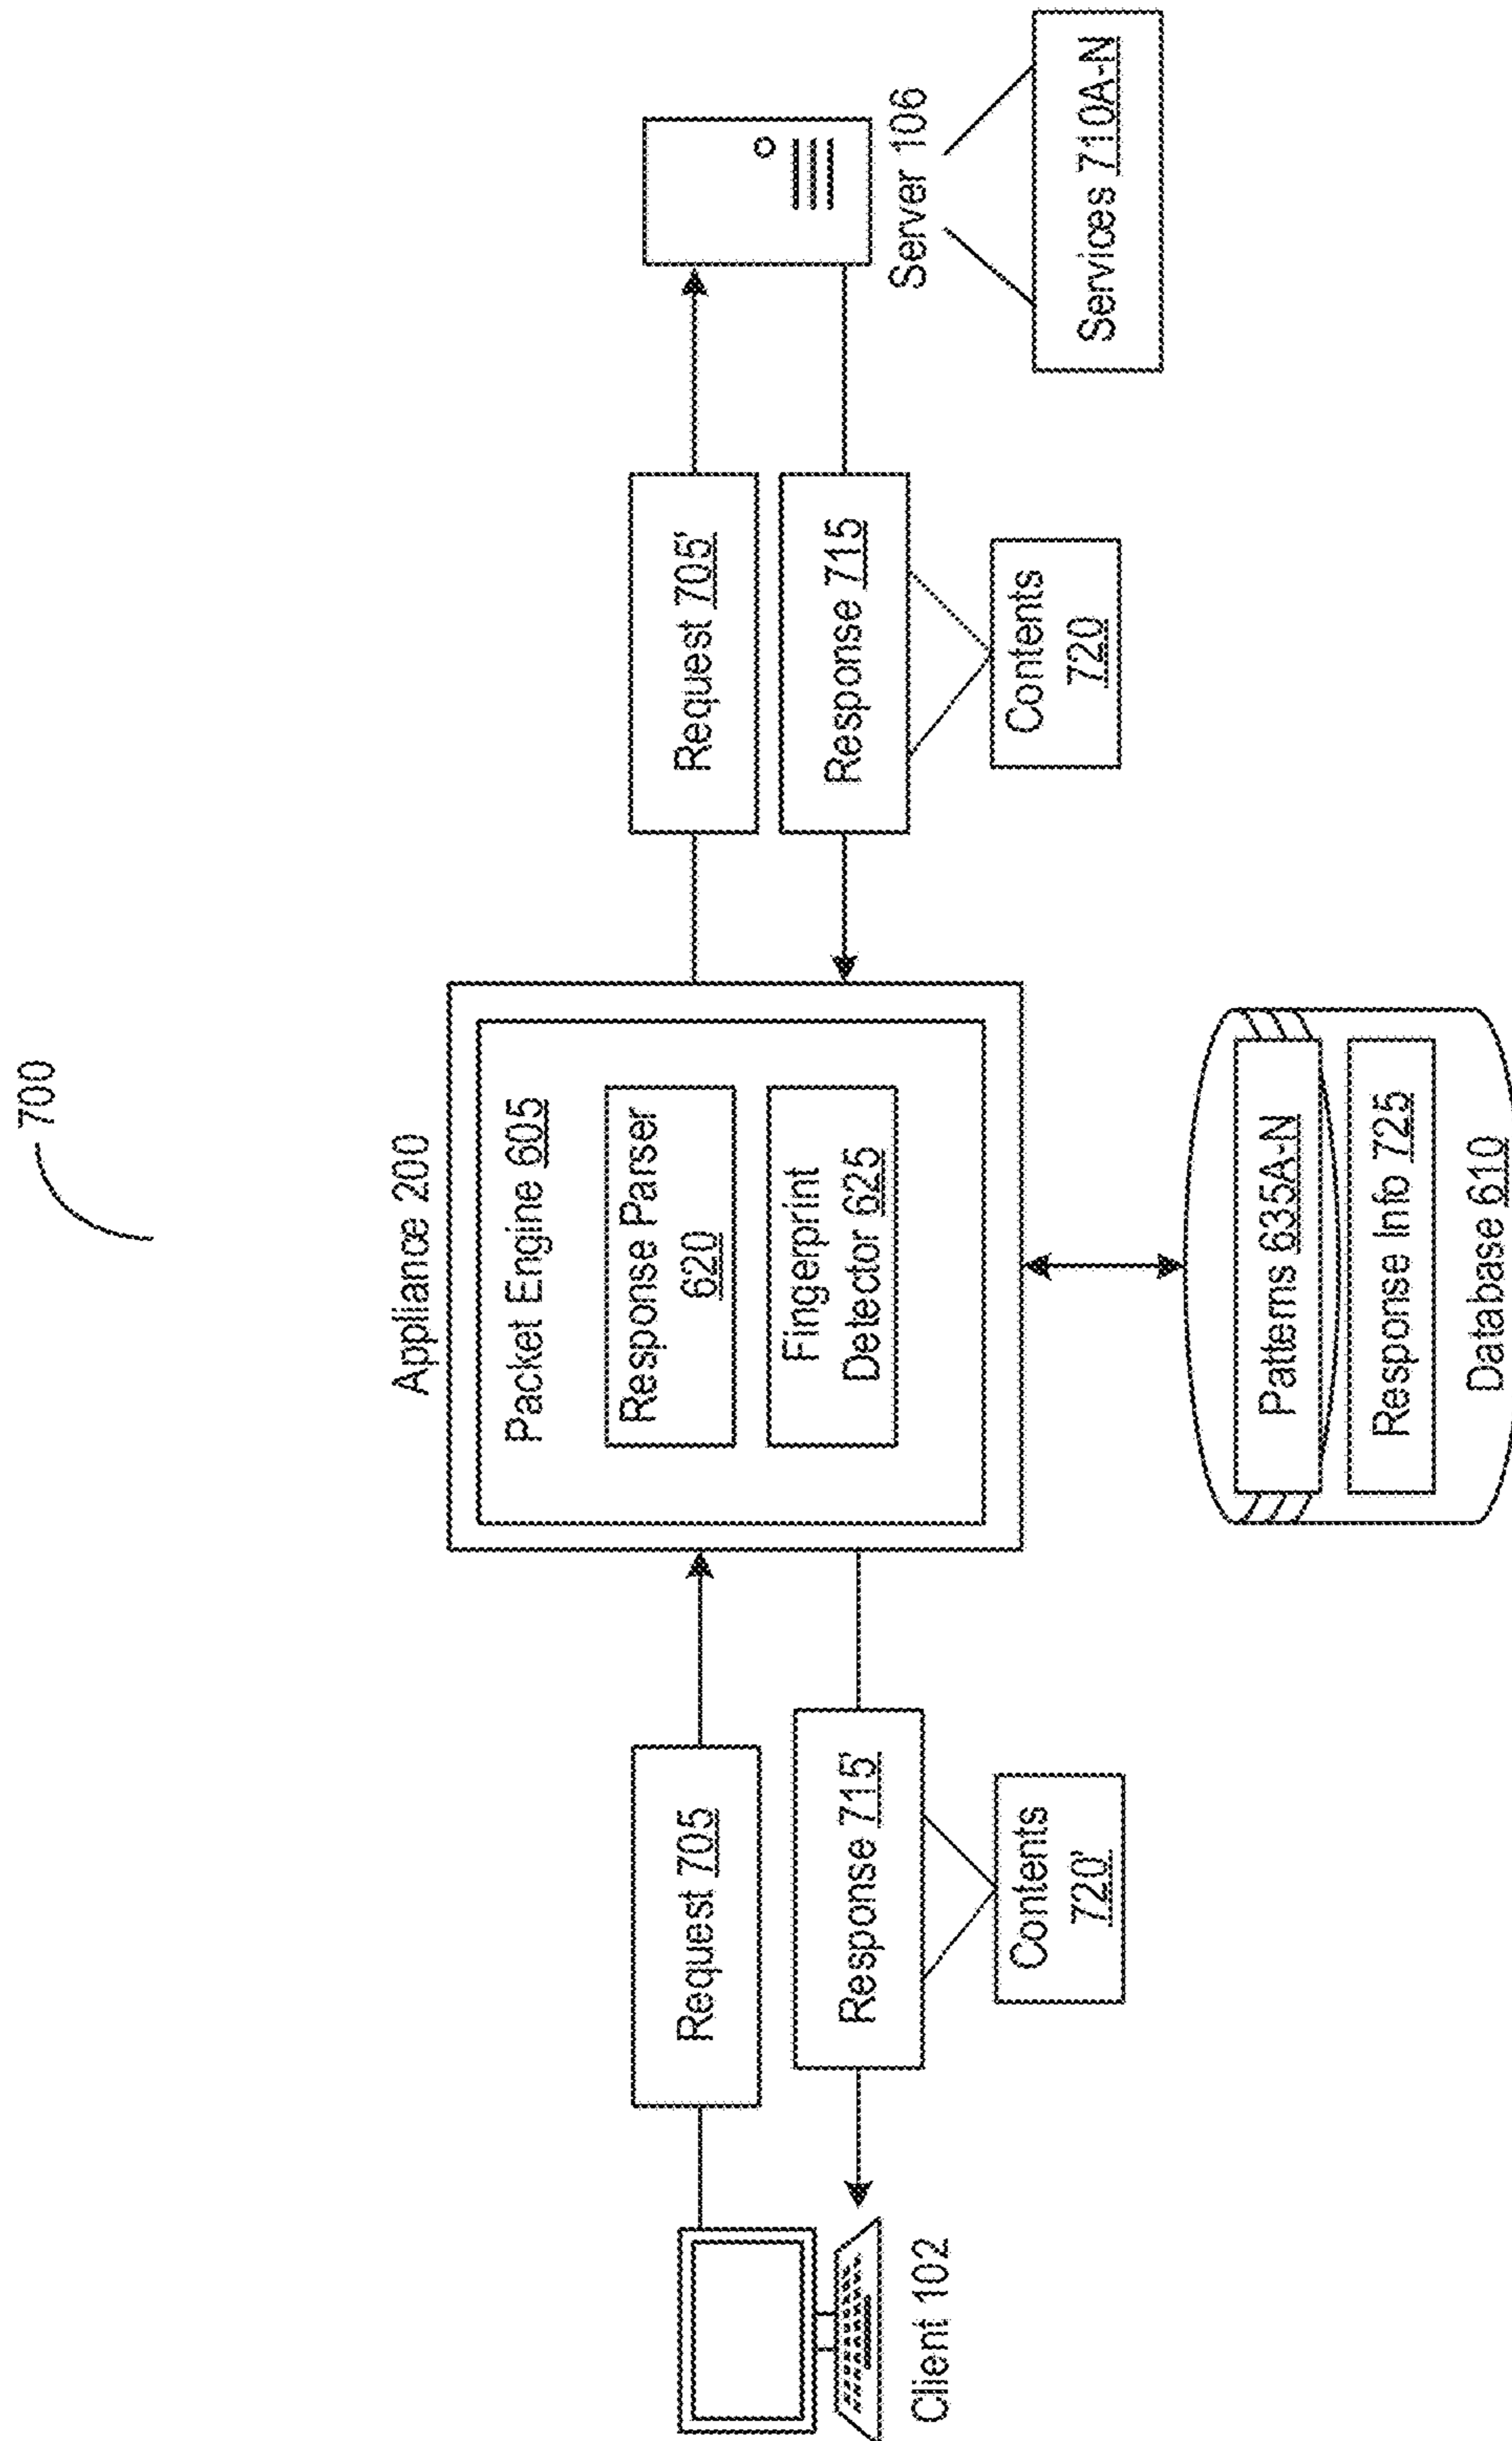 700
Appliance 200
Packet Engine 605
Response Parser
620
Fingerprint
Detector 625
Request 705
Response 715'
Contents
720'
Client 102
Request 705'
Response 715
Contents
720
Server 106
Services 710A-N
Patterns 635A-N
Response Info 725
Database 610